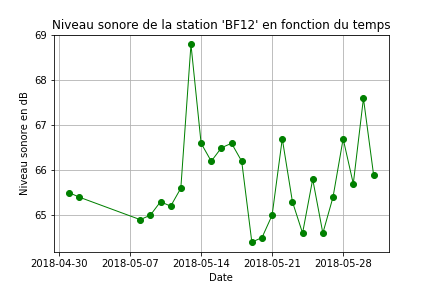 Niveau sonore de la station 'BF12' en fonction du temps
69
68
67
66
65
Niveau sonore en dB
2018-04-30 2018-05-07 2018-05-14 2018-05-21 2018-05-28
Date